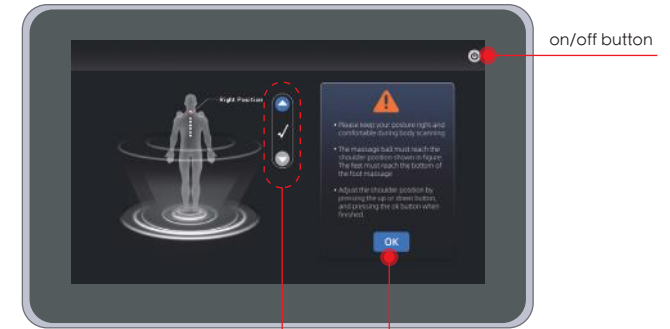 on/off button
Right Position
• Please keep your posture right and
comfortable during body scanning
• The massage ball must reach the
shoulder position shown in figure
The feet must reach the bottom of
the foot massage
• Adjust the shoulder position by
pressing the up or down button,
and pressing the ok button when
finished.
OK